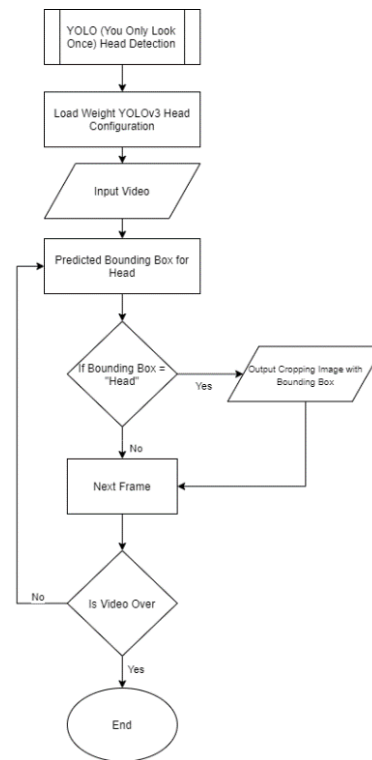 YOLO (You Only Look
Once) Head Detection
Load Weight YOLOv3 Head
Configuration
Input Video
Predicted Bounding Box for
Head
If Bounding Box =
"Head"
Yes
Output Cropping Image with
Bounding Box
No
Next Frame
Is Video Over
No
Yes
End